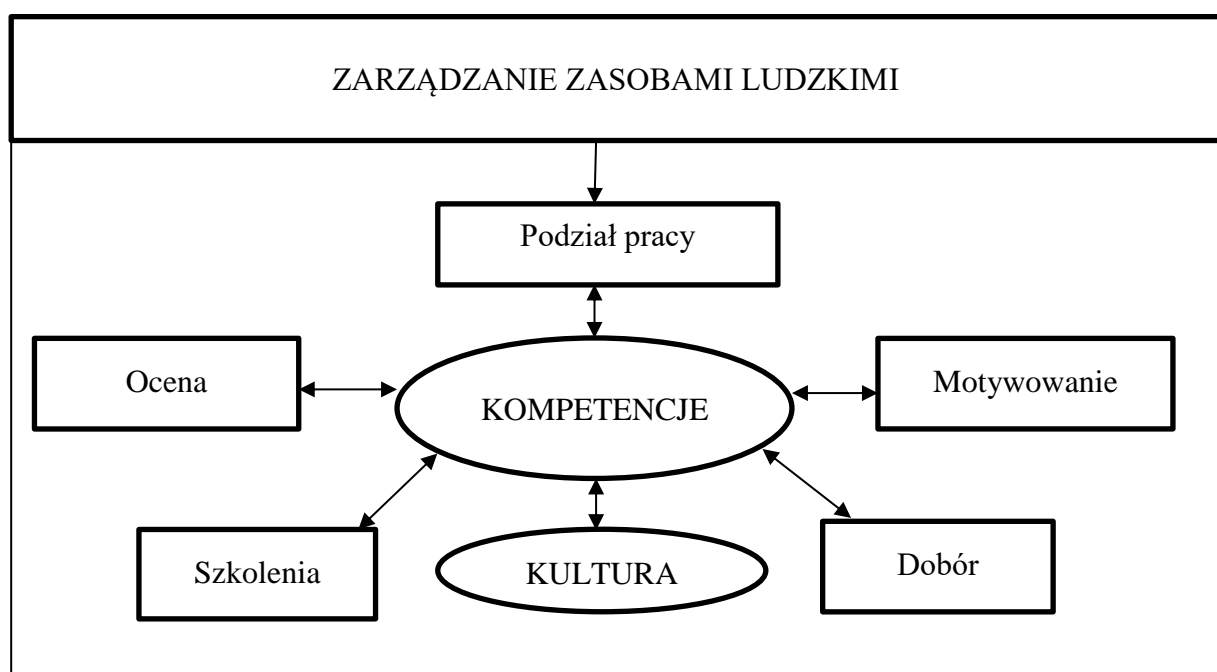 ZARZĄDZANIE ZASOBAMI LUDZKIMI
Podział pracy
Ocena
KOMPETENCJE
Motywowanie
Szkolenia
KULTURA
Dobór